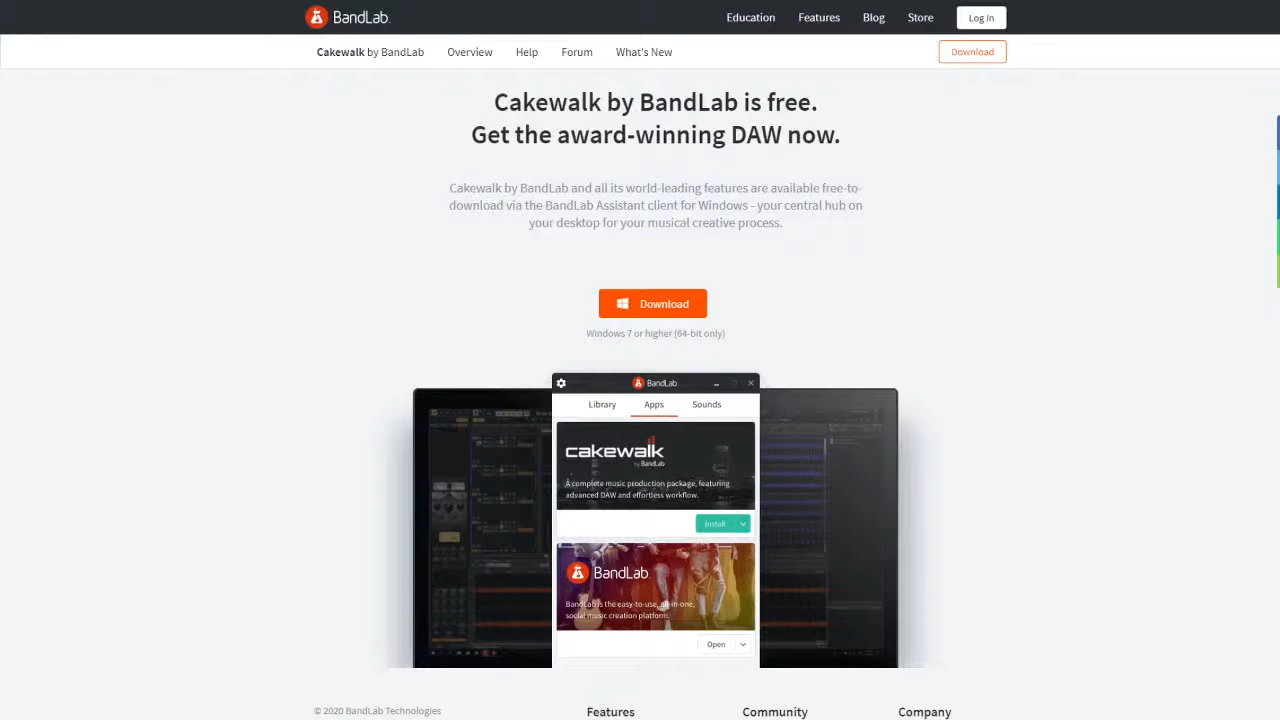 BandLab
Education
Features
Blog
Store
Log In
Cakewalk by BandLab
Overview
Help
Forum
What's New
Download
Cakewalk by BandLab is free.
Get the award-winning DAW now.
Cakewalk by BandLab and all its world-leading features are available free-to-
download via the BandLab Assistant client for Windows - your central hub on
your desktop for your musical creative process.
Download
Windows 7 or higher (64-bit only)
BandLab
Library
Apps
Sounds
cakewalk
by BandLab
A complete music production package, featuring
advanced DAW and effortless workflow.
Install
BandLab
BandLab is the easy-to-use, all-in-one,
social music creation platform.
Open
© 2020 BandLab Technologies
Features
Community
Company